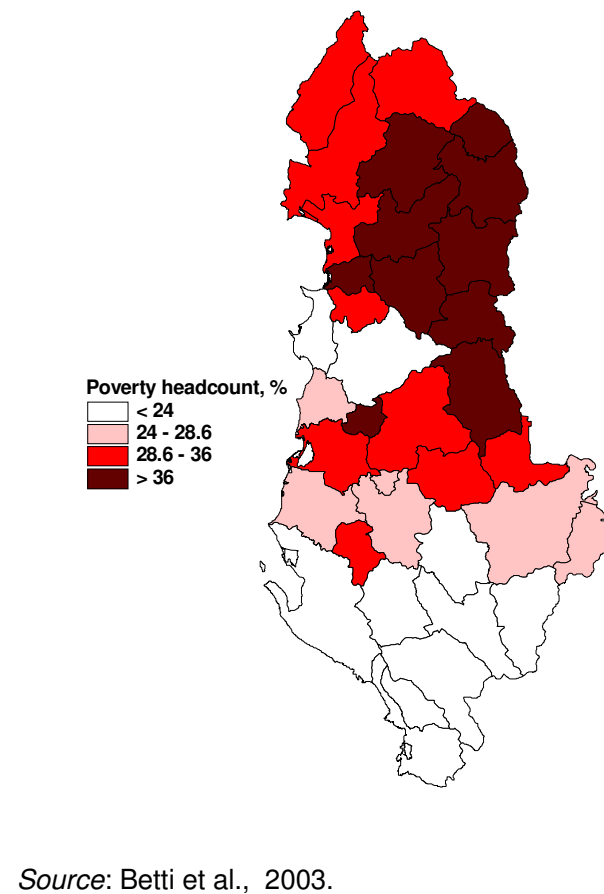 Poverty headcount, %
< 24
24 - 28.6
28.6 - 36
> 36
Source: Betti et al., 2003.